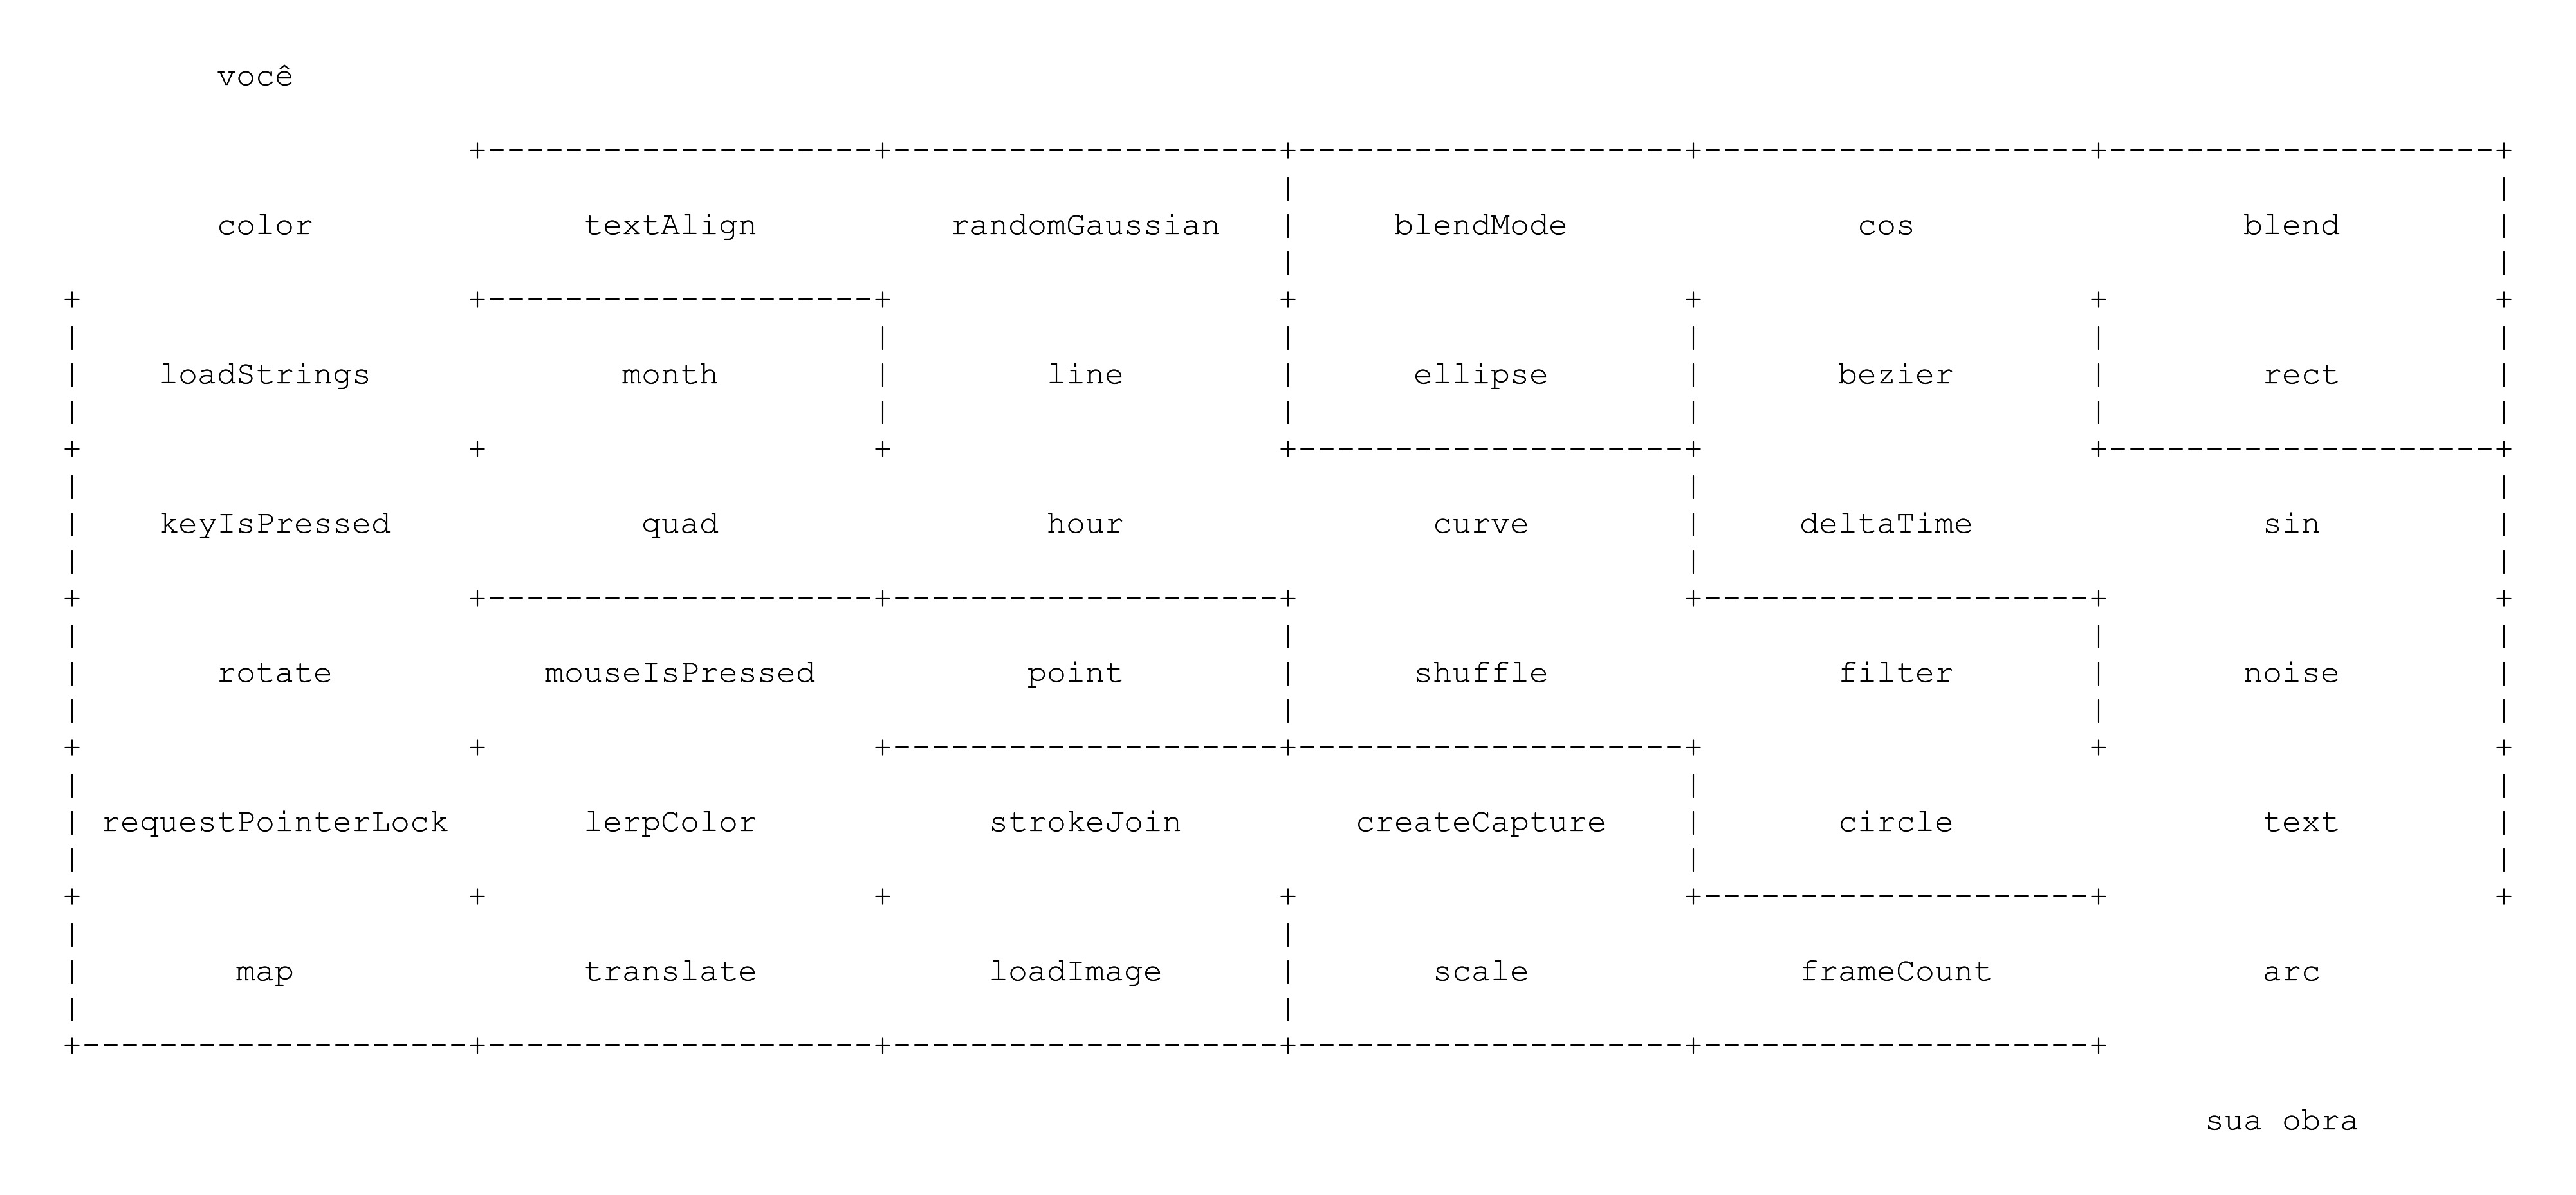 você
color textAlign randomGaussian blendMode cos blend
loadStrings month line ellipse bezier rect
keyIsPressed quad hour curve deltaTime sin
rotate mouseIsPressed point shuffle filter noise
requestPointerLock lerpColor strokeJoin createCapture circle text
map translate loadImage scale frameCount arc
sua obra